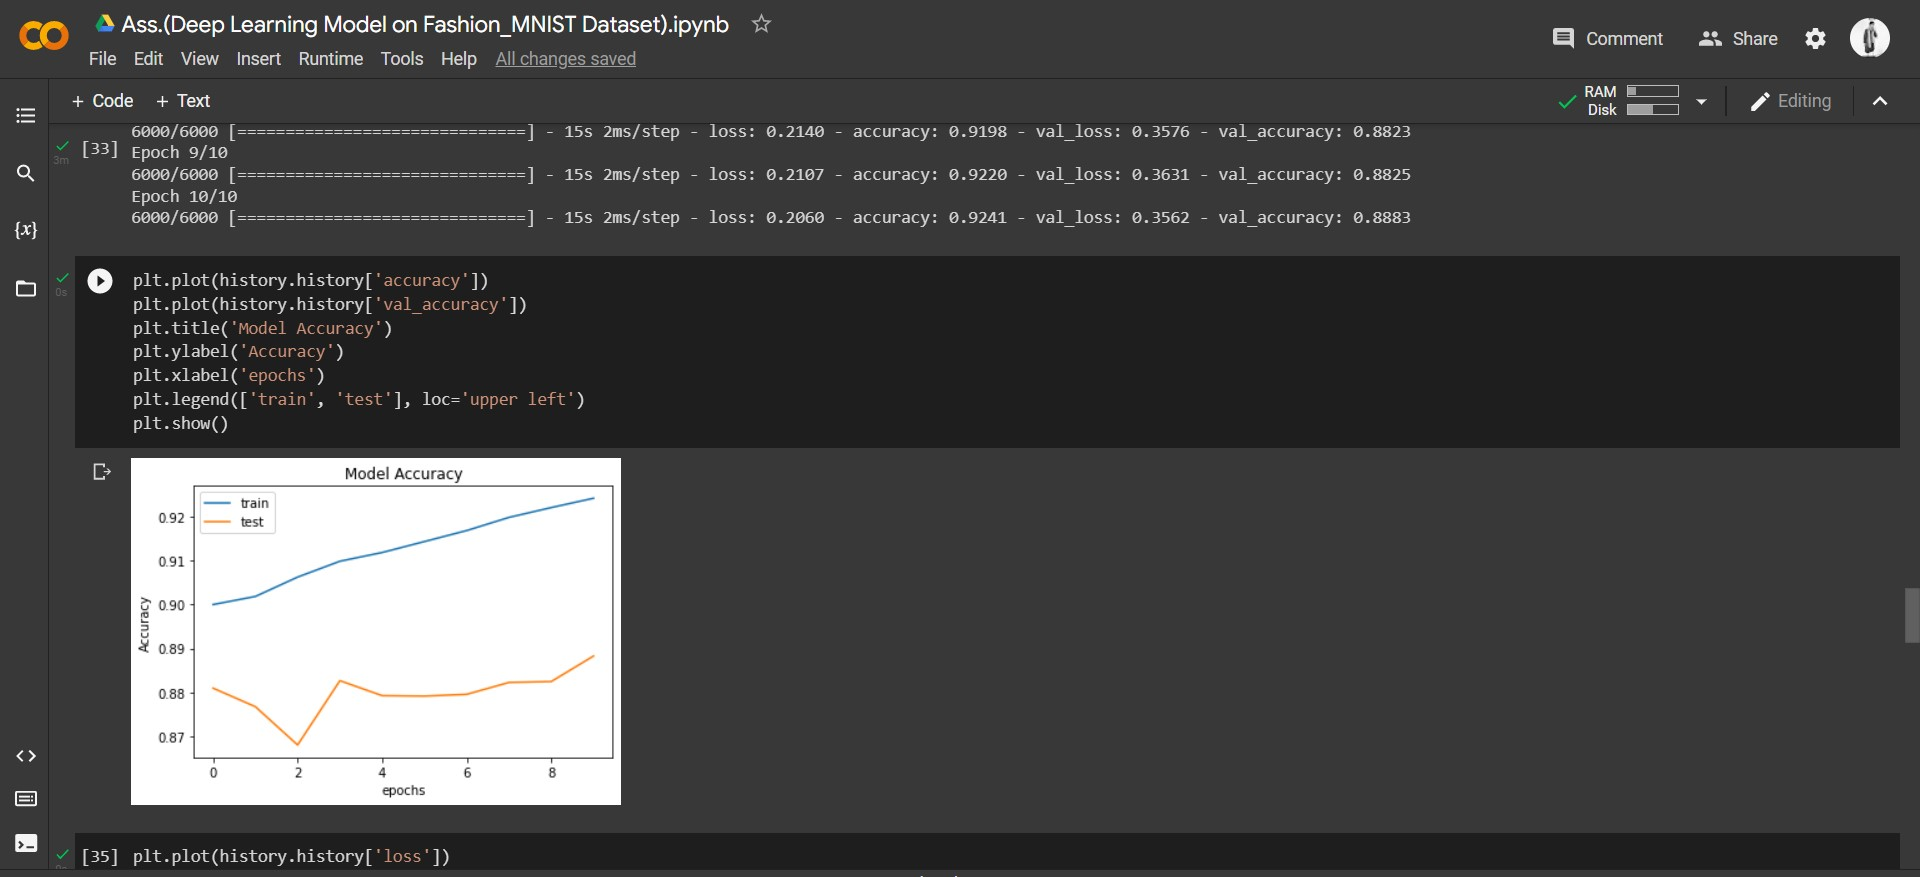 Ass.(Deep Learning Model on Fashion_MNIST Dataset).ipynb
File Edit View Insert Runtime Tools Help All changes saved
Comment Share
+ Code + Text
RAM
Disk
Editing
6000/6000 [==============================] - 15s 2ms/step - loss: 0.2140 - accuracy: 0.9198 - val_loss: 0.3576 - val_accuracy: 0.8823
3m [33] Epoch 9/10
6000/6000 [==============================] - 15s 2ms/step - loss: 0.2107 - accuracy: 0.9220 - val_loss: 0.3631 - val_accuracy: 0.8825
Epoch 10/10
6000/6000 [==============================] - 15s 2ms/step - loss: 0.2060 - accuracy: 0.9241 - val_loss: 0.3562 - val_accuracy: 0.8883
{x}
0s
plt.plot(history.history['accuracy'])
plt.plot(history.history['val_accuracy'])
plt.title('Model Accuracy')
plt.ylabel('Accuracy')
plt.xlabel('epochs')
plt.legend(['train', 'test'], loc='upper left')
plt.show()
Model Accuracy
train
test
0.92
0.91
0.90
0.89
0.88
0.87
Accuracy
0 2 4 6 8
epochs
[35] plt.plot(history.history['loss'])